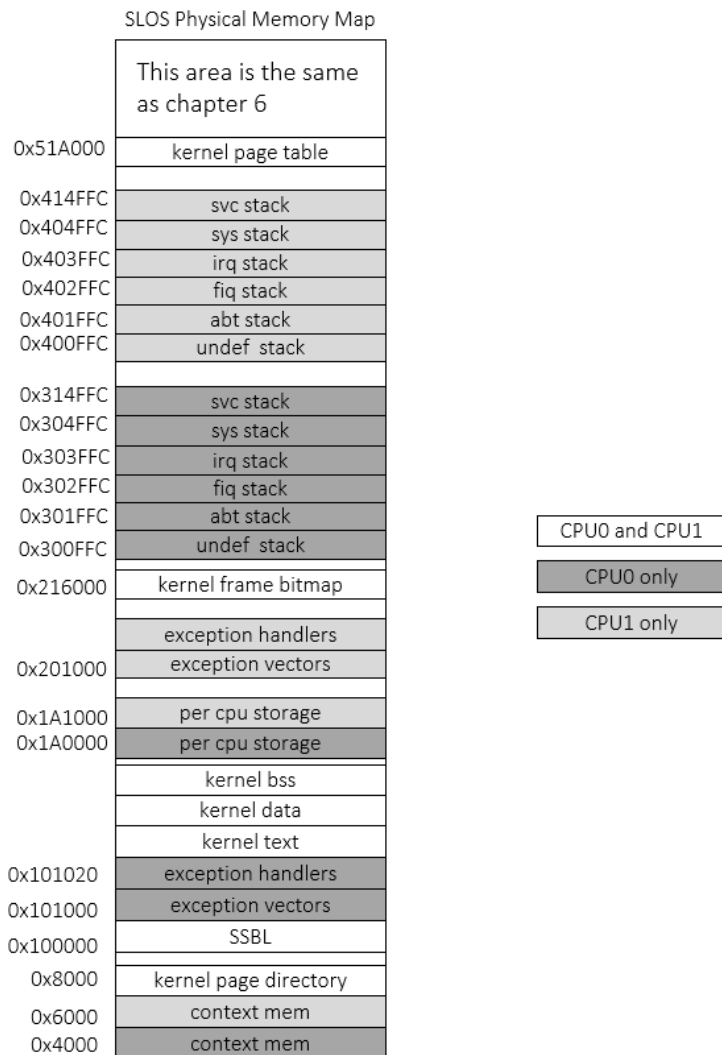 SLOS Physical Memory Map
This area is the same
as chapter 6
0x51A000 kernel page table
0x414FFC svc stack
0x404FFC sys stack
0x403FFC irq stack
0x402FFC fiq stack
0x401FFC abt stack
0x400FFC undef stack
0x314FFC svc stack
0x304FFC sys stack
0x303FFC irq stack
0x302FFC fiq stack
0x301FFC abt stack
0x300FFC undef stack
0x216000 kernel frame bitmap
exception handlers
0x201000 exception vectors
0x1A1000 per cpu storage
0x1A0000 per cpu storage
kernel bss
kernel data
kernel text
0x101020 exception handlers
0x101000 exception vectors
0x100000 SSBL
0x8000 kernel page directory
0x6000 context mem
0x4000 context mem
CPU0 and CPU1
CPU0 only
CPU1 only